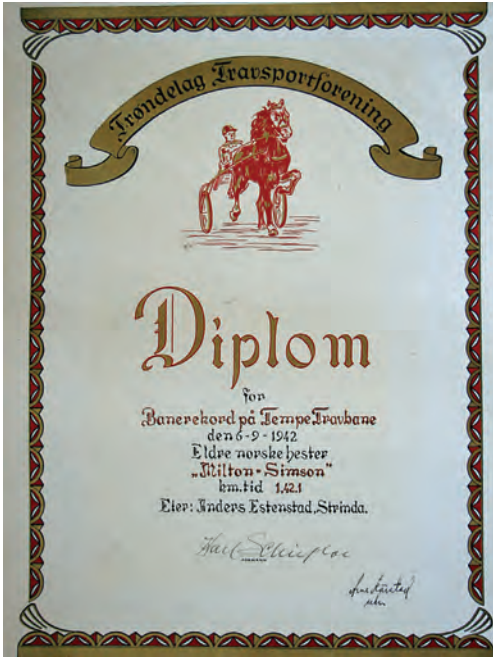 Trøndelag Travsportforening
Diplom
for
Banerekord på Tempe Travbane
den 6-9-1942
Eldre norske hester
„Milton-Simson"
km.tid 1.42.1
Eier: Anders Estenstad, Strinda.
Karl